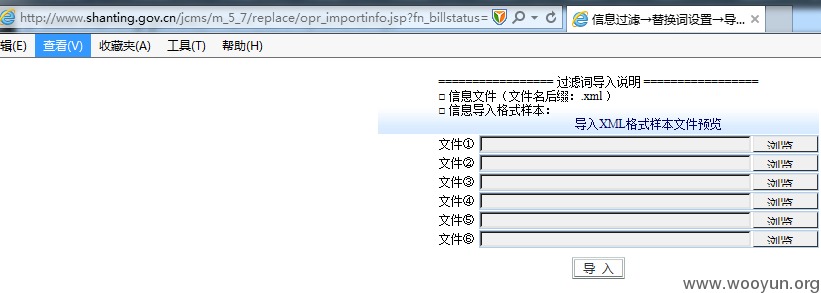 http://www.shanting.gov.cn/jcms/m_5_7/replace/opr_importinfo.jsp?fn_billstatus=
信息过滤→替换词设置→导...
辑(E) 查看(V) 收藏夹(A) 工具(T) 帮助(H)
================= 过滤词导入说明 =================
□ 信息文件（文件名后缀：.xml ）
□ 信息导入格式样本：
导入XML格式样本文件预览
文件① 浏览
文件② 浏览
文件③ 浏览
文件④ 浏览
文件⑤ 浏览
文件⑥ 浏览
导 入
www.wooyun.org